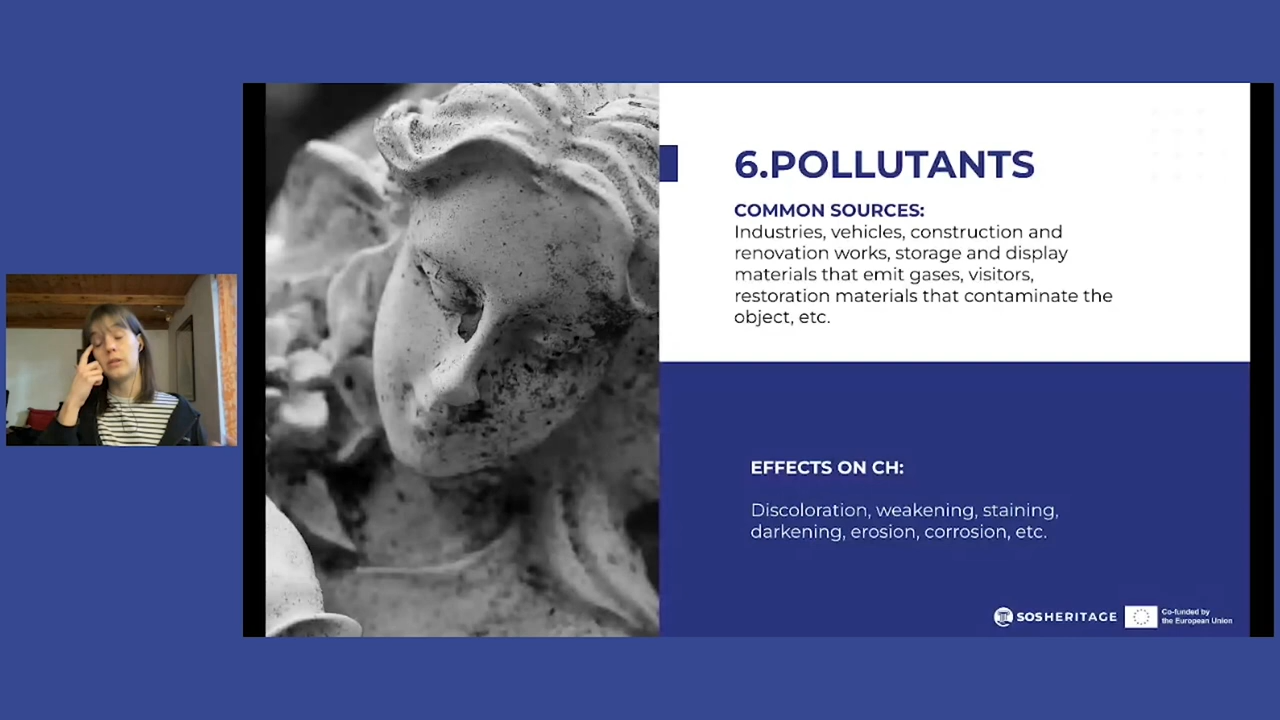 6.POLLUTANTS
COMMON SOURCES:
Industries, vehicles, construction and
renovation works, storage and display
materials that emit gases, visitors,
restoration materials that contaminate the
object, etc.
EFFECTS ON CH:
Discoloration, weakening, staining,
darkening, erosion, corrosion, etc.
SOSHERITAGE
Co-funded by
the European Union